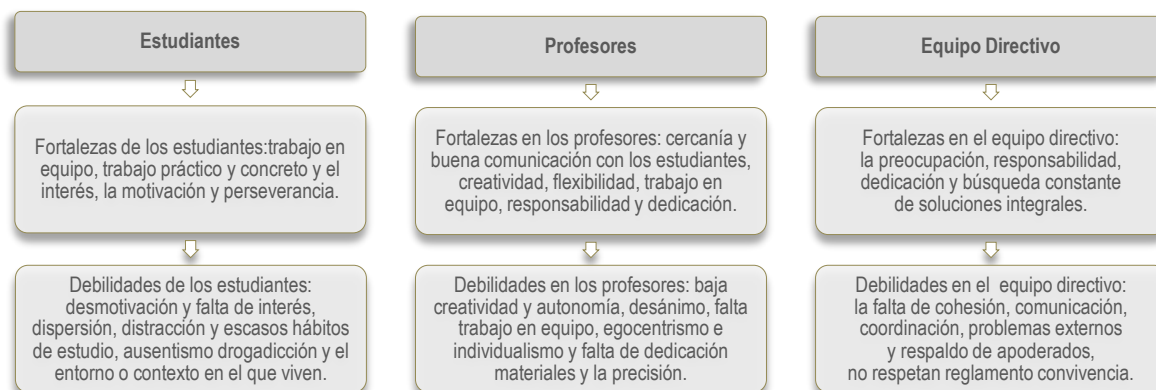 Estudiantes
Fortalezas de los estudiantes:trabajo en
equipo, trabajo práctico y concreto y el
interés, la motivación y perseverancia.
Debilidades de los estudiantes:
desmotivación y falta de interés,
dispersión, distracción y escasos hábitos
de estudio, ausentismo drogadicción y el
entorno o contexto en el que viven.
Profesores
Fortalezas en los profesores: cercanía y
buena comunicación con los estudiantes,
creatividad, flexibilidad, trabajo en
equipo, responsabilidad y dedicación.
Debilidades en los profesores: baja
creatividad y autonomía, desánimo, falta
trabajo en equipo, egocentrismo e
individualismo y falta de dedicación
materiales y la precisión.
Equipo Directivo
Fortalezas en el equipo directivo:
la preocupación, responsabilidad,
dedicación y búsqueda constante
de soluciones integrales.
Debilidades en el equipo directivo:
la falta de cohesión, comunicación,
coordinación, problemas externos
y respaldo de apoderados,
no respetan reglamento convivencia.